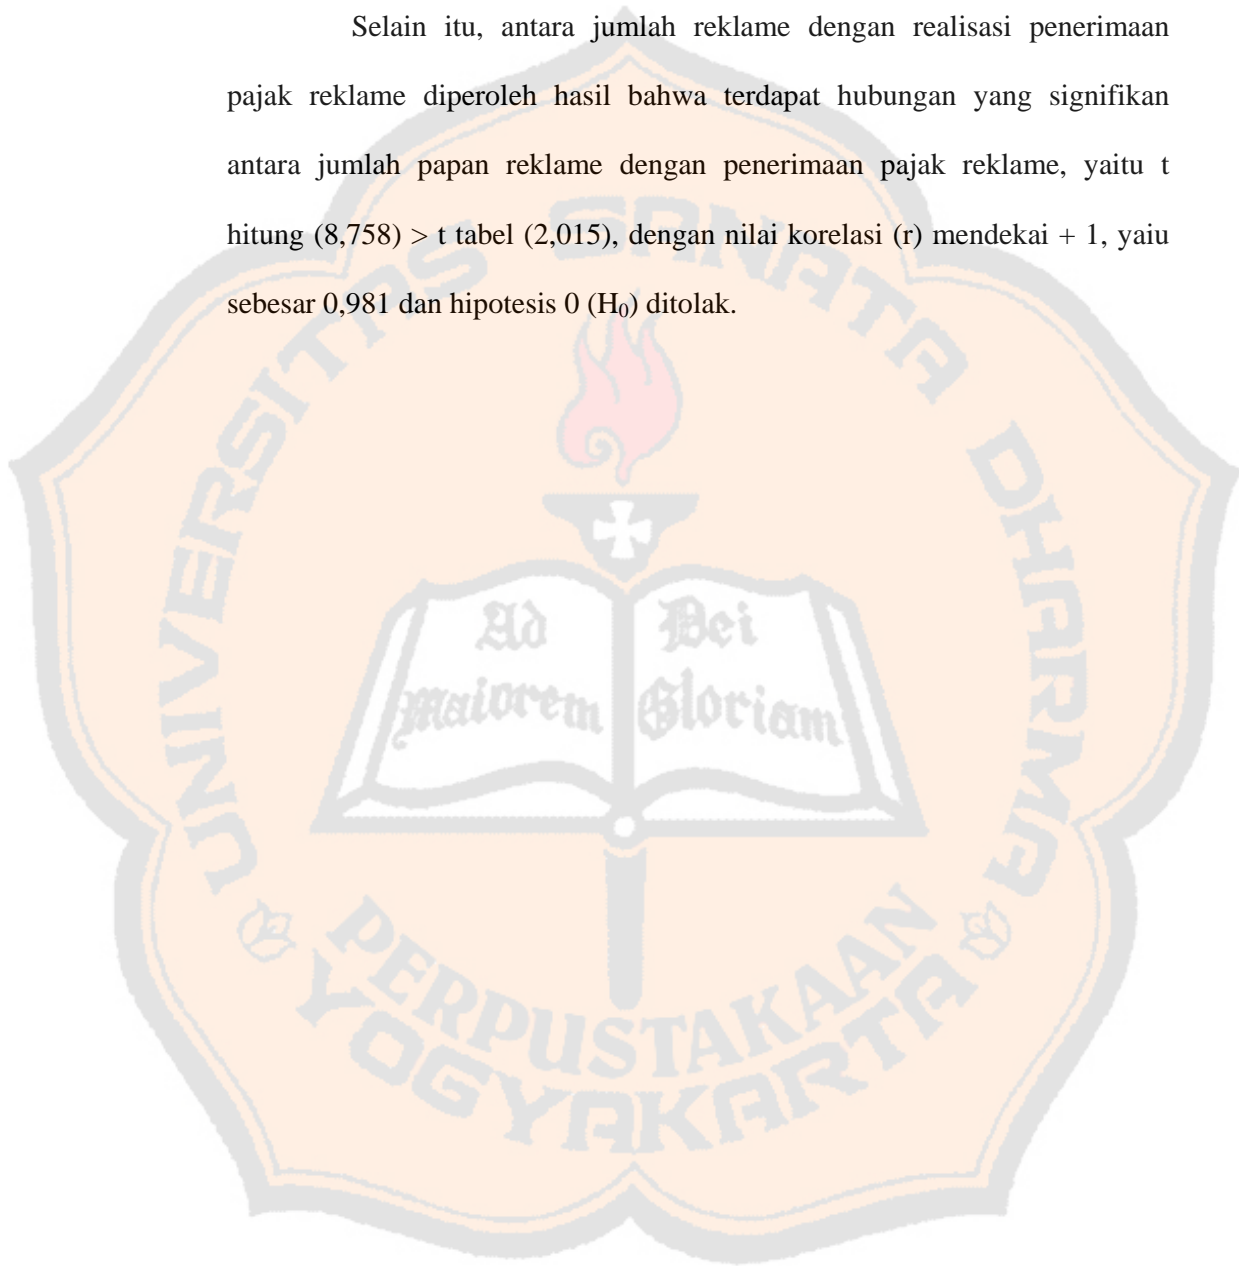 Selain itu, antara jumlah reklame dengan realisasi penerimaan
pajak reklame diperoleh hasil bahwa terdapat hubungan yang signifikan
antara jumlah papan reklame dengan penerimaan pajak reklame, yaitu t
hitung (8,758) > t tabel (2,015), dengan nilai korelasi (r) mendekai + 1, yaiu
sebesar 0,981 dan hipotesis 0 (H₀) ditolak.
UNIVERSITAS SANATA DHARMA
Ad Dei
maiorem Gloriam
PERPUSTAKAAN
YOGYAKARTA